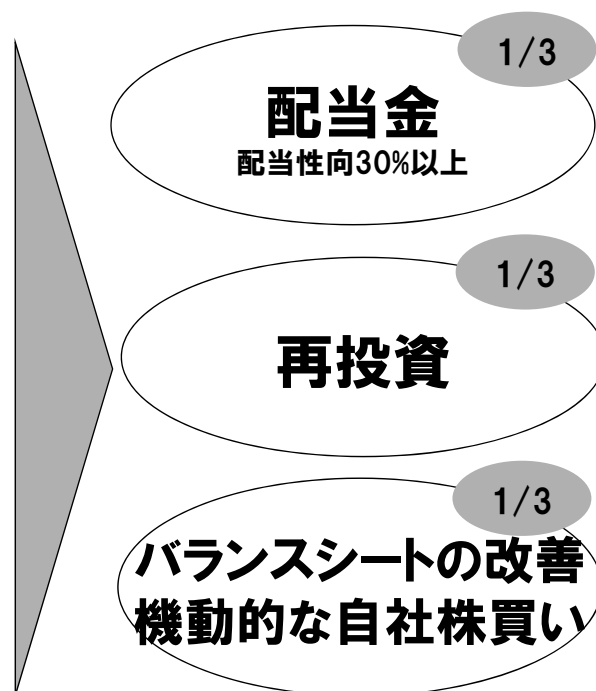 1/3
配当金
配当性向30%以上
1/3
再投資
1/3
バランスシートの改善
機動的な自社株買い